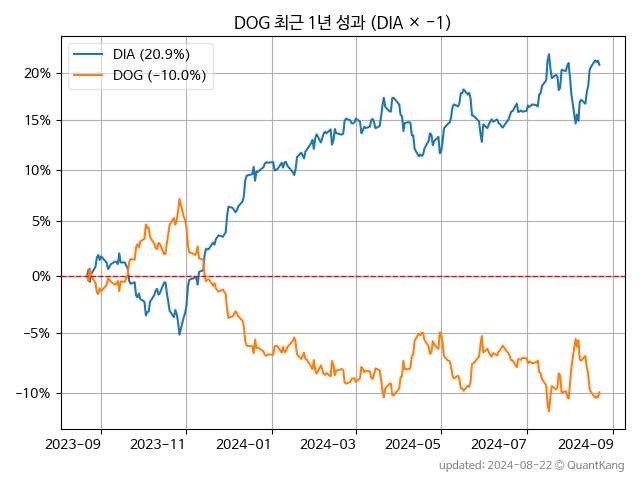 DOG 최근 1년 성과 (DIA × −1)
DIA (20.9%)
DOG (−10.0%)
20%
15%
10%
5%
0%
−5%
−10%
2023-09 2023-11 2024-01 2024-03 2024-05 2024-07 2024-09
updated: 2024-08-22 © QuantKang